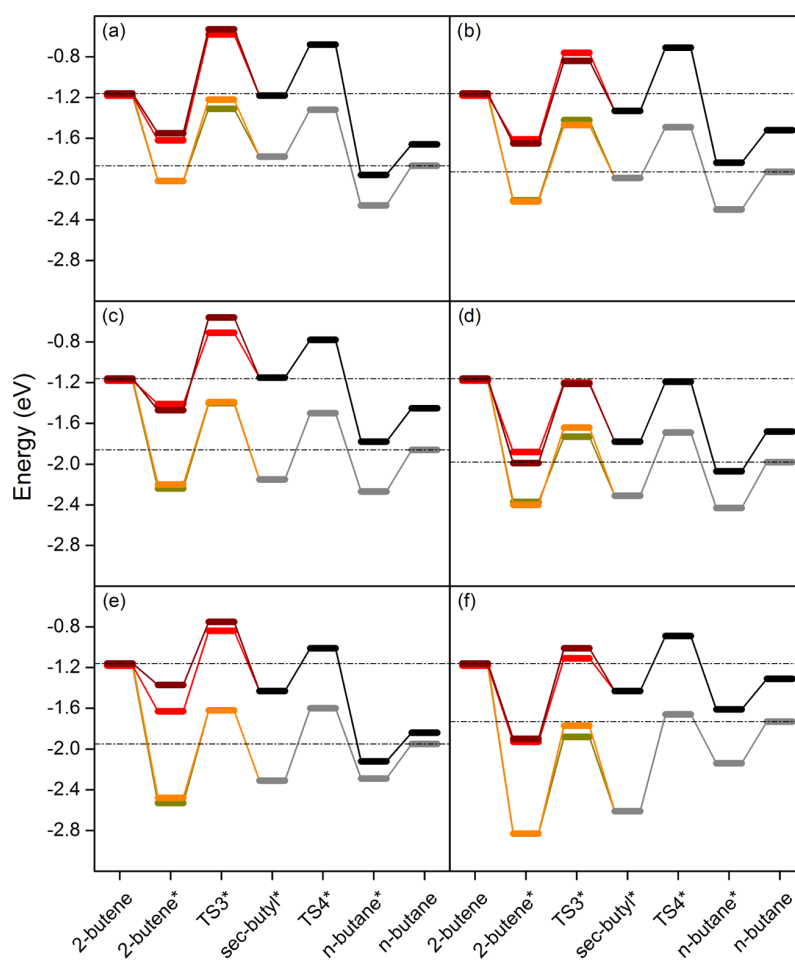 (a)
(b)
-0.8
-1.2
-1.6
-2.0
-2.4
-2.8
(c)
(d)
-0.8
-1.2
-1.6
-2.0
-2.4
-2.8
Energy (eV)
(e)
(f)
-0.8
-1.2
-1.6
-2.0
-2.4
-2.8
2-butene
2-butene*
TS3*
sec-butyl*
TS4*
n-butane*
n-butane
2-butene
2-butene*
TS3*
sec-butyl*
TS4*
n-butane*
n-butane